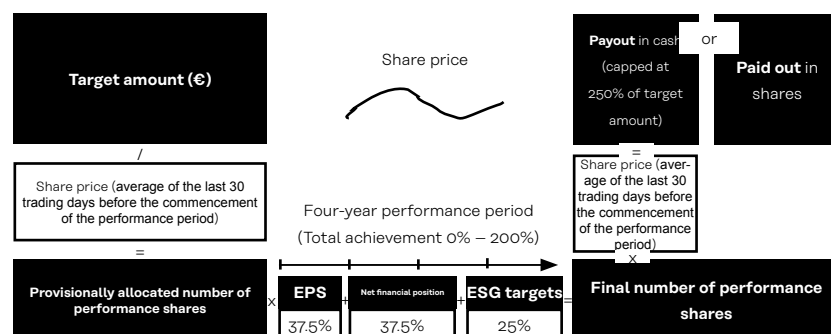 Target amount (€)
/
Share price (average of the last 30
trading days before the commencement
of the performance period)
=
Provisionally allocated number of
performance shares
x
Share price
Four-year performance period
(Total achievement 0% – 200%)
EPS
37.5%
+
Net financial position
37.5%
+
ESG targets
25%
=
Payout in cash
(capped at
250% of target
amount)
or
Paid out in
shares
=
Share price (aver-
age of the last 30
trading days before
the commencement
of the performance
period)
x
Final number of performance
shares